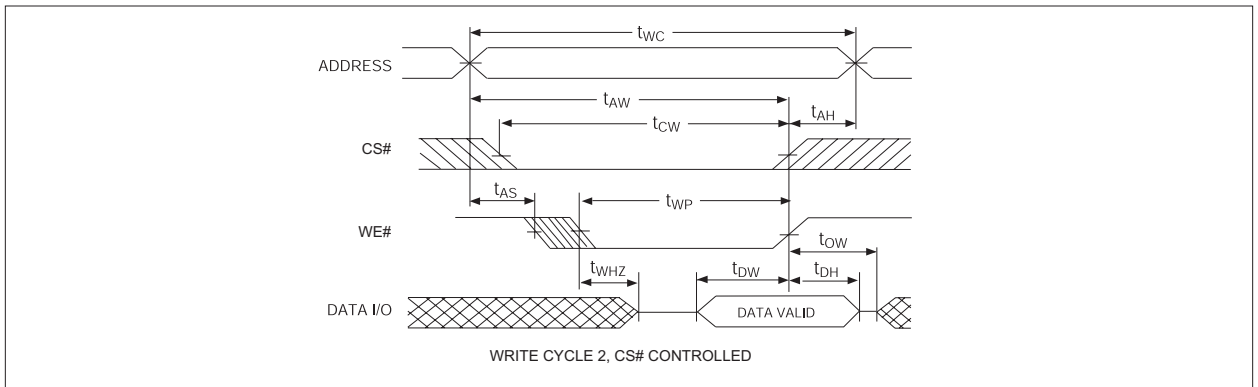 tWC
ADDRESS
tAW
tAH
tCW
CS#
tAS
tWP
WE#
tOW
tWHZ
tDW
tDH
DATA I/O
DATA VALID
WRITE CYCLE 2, CS# CONTROLLED